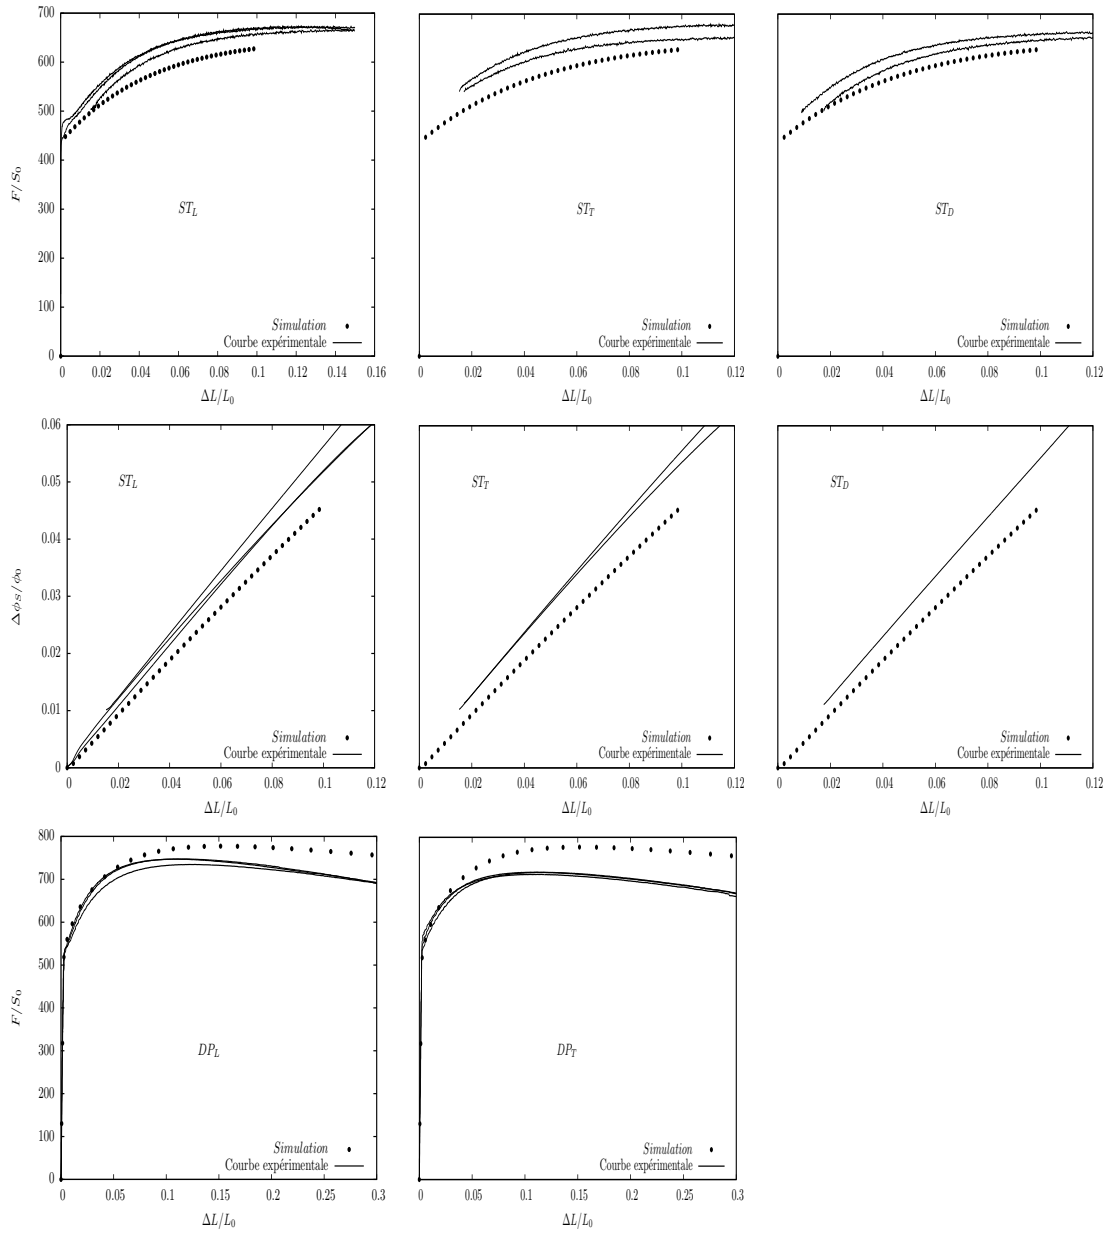 700
600
500
400
300
200
100
0
F/S₀
ST_L
Simulation
Courbe expérimentale
0 0.02 0.04 0.06 0.08 0.1 0.12 0.14 0.16
ΔL/L₀
ST_T
Simulation
Courbe expérimentale
0 0.02 0.04 0.06 0.08 0.1 0.12
ΔL/L₀
ST_D
Simulation
Courbe expérimentale
0 0.02 0.04 0.06 0.08 0.1 0.12
ΔL/L₀
0.06
0.05
0.04
0.03
0.02
0.01
0
Δϕs/ϕ₀
ST_L
Simulation
Courbe expérimentale
0 0.02 0.04 0.06 0.08 0.1 0.12
ΔL/L₀
ST_T
Simulation
Courbe expérimentale
0 0.02 0.04 0.06 0.08 0.1 0.12
ΔL/L₀
ST_D
Simulation
Courbe expérimentale
0 0.02 0.04 0.06 0.08 0.1 0.12
ΔL/L₀
800
700
600
500
400
300
200
100
0
F/S₀
DP_L
Simulation
Courbe expérimentale
0 0.05 0.1 0.15 0.2 0.25 0.3
ΔL/L₀
DP_T
Simulation
Courbe expérimentale
0 0.05 0.1 0.15 0.2 0.25 0.3
ΔL/L₀